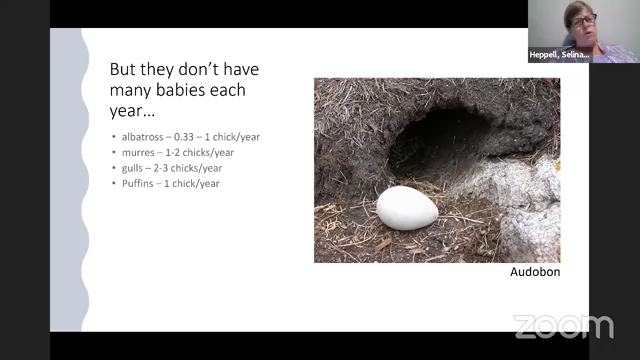 Heppell, Selina...
But they don't have
many babies each
year...
• albatross – 0.33 – 1 chick/year
• murres – 1-2 chicks/year
• gulls – 2-3 chicks/year
• Puffins – 1 chick/year
Audobon
zoom